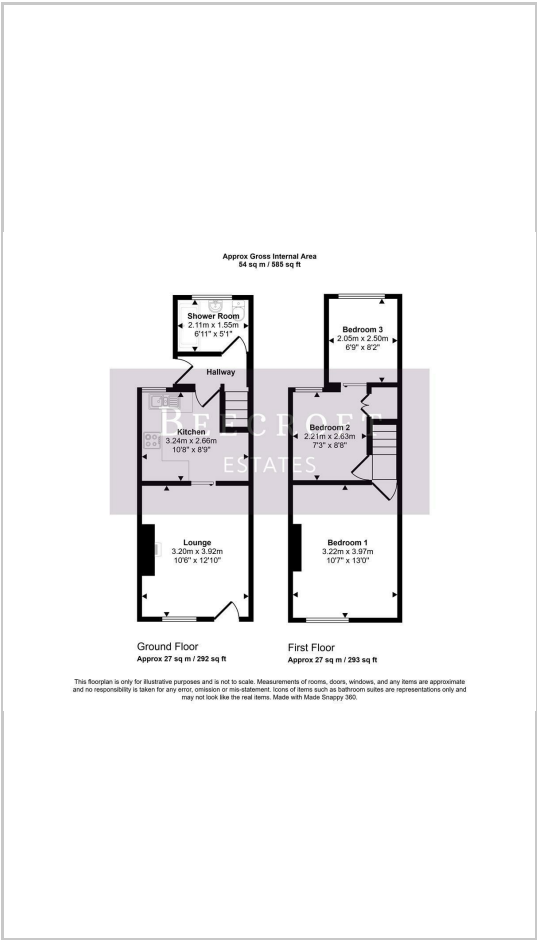 Approx Gross Internal Area
54 sq m / 585 sq ft
Shower Room
2.11m x 1.55m
6'11" x 5'1"
Hallway
Kitchen
3.24m x 2.66m
10'8" x 8'9"
Lounge
3.20m x 3.92m
10'6" x 12'10"
Bedroom 3
2.05m x 2.50m
6'9" x 8'2"
Bedroom 2
2.21m x 2.63m
7'3" x 8'8"
Bedroom 1
3.22m x 3.97m
10'7" x 13'0"
BEECROFT
ESTATES
Ground Floor
Approx 27 sq m / 292 sq ft
First Floor
Approx 27 sq m / 293 sq ft
This floorplan is only for illustrative purposes and is not to scale. Measurements of rooms, doors, windows, and any items are approximate
and no responsibility is taken for any error, omission or mis-statement. Icons of items such as bathroom suites are representations only and
may not look like the real items. Made with Made Snappy 360.